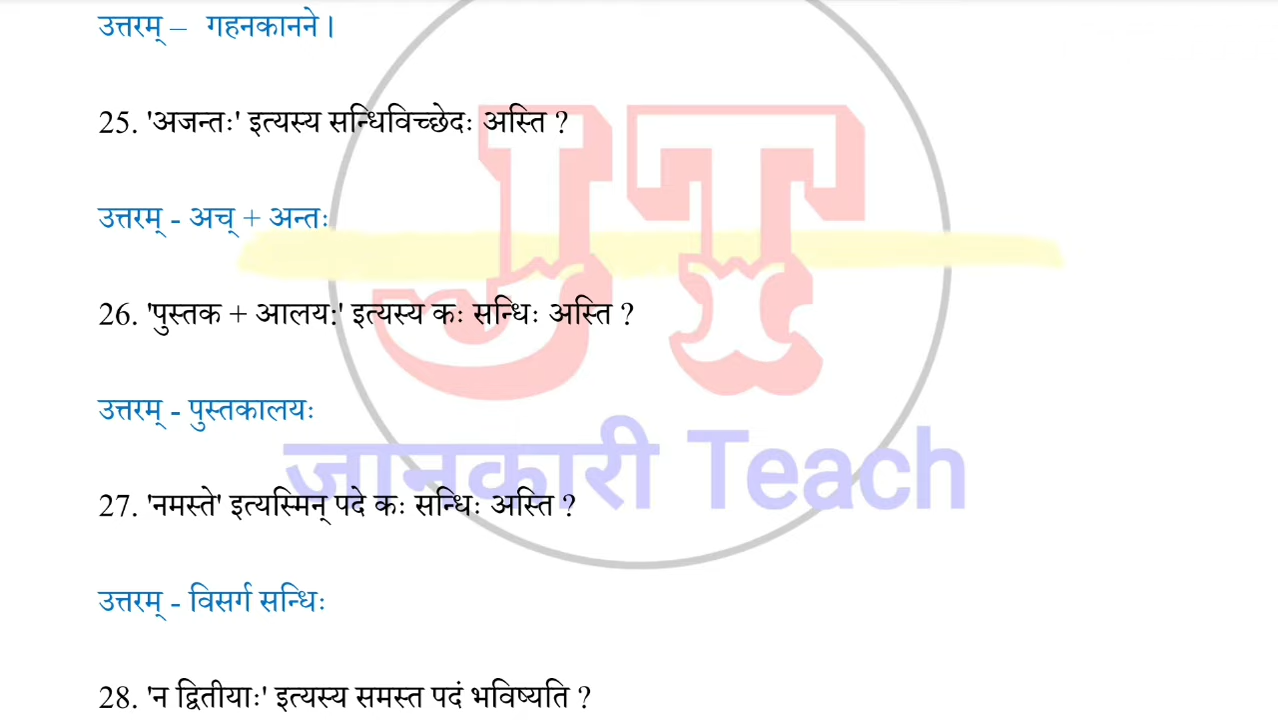 उत्तरम् – गहनकानने।
25. 'अजन्तः' इत्यस्य सन्धिविच्छेदः अस्ति ?
उत्तरम् - अच् + अन्तः
26. 'पुस्तक + आलय:' इत्यस्य कः सन्धिः अस्ति ?
उत्तरम् - पुस्तकालयः
27. 'नमस्ते' इत्यस्मिन् पदे कः सन्धिः अस्ति ?
उत्तरम् - विसर्ग सन्धिः
28. 'न द्वितीयाः' इत्यस्य समस्त पदं भविष्यति ?
JT
जानकारी Teach